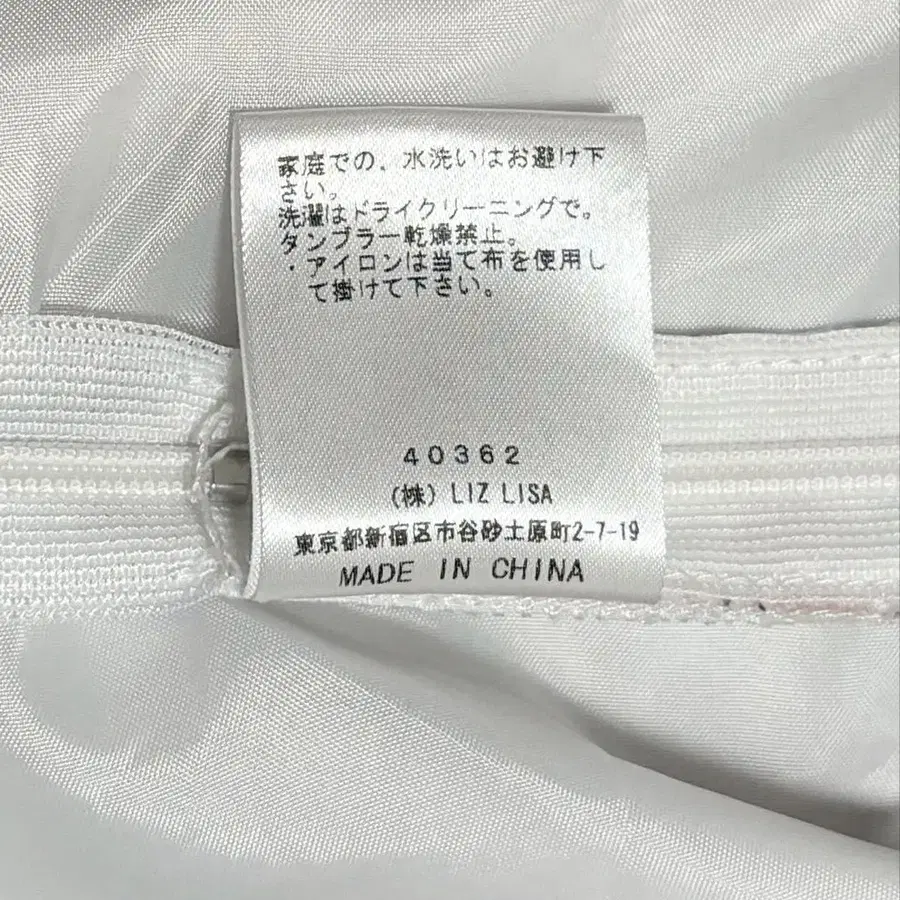 家庭での、水洗いはお避け下
さい。
洗濯はドライクリーニングで。
タンブラー乾燥禁止。
・アイロンは当て布を使用し
て掛けて下さい。
40362
(株) LIZ LISA
東京都新宿区市谷砂土原町2-7-19
MADE IN CHINA